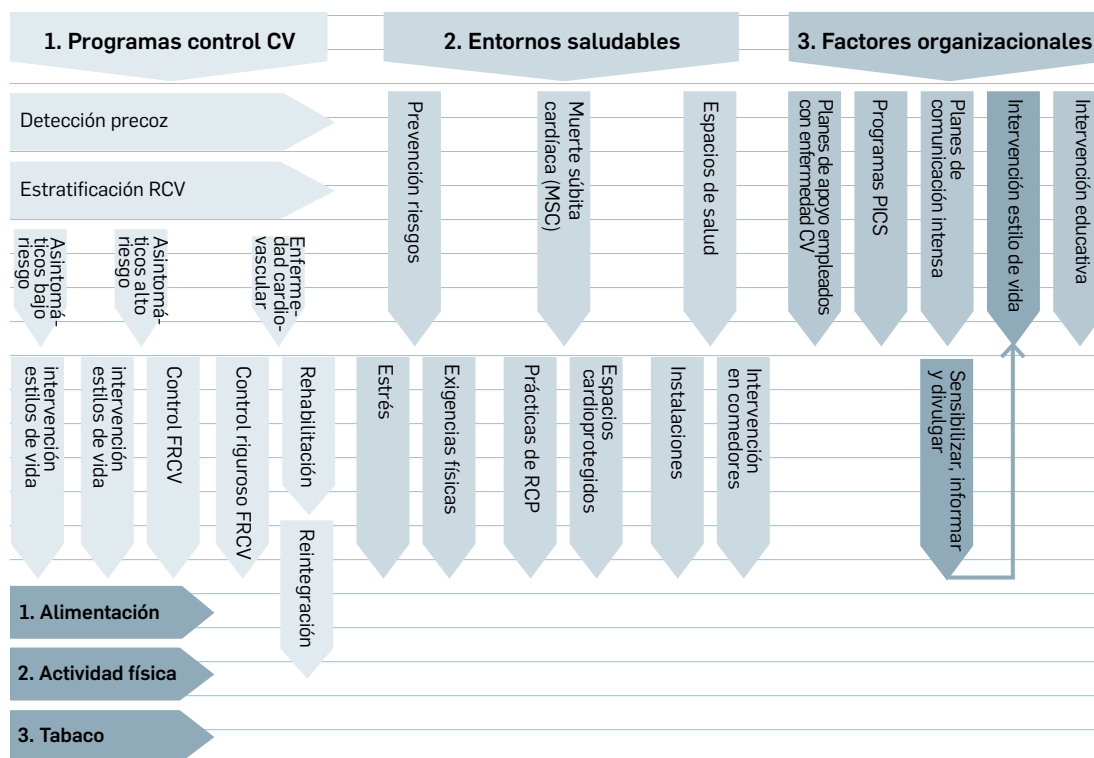 1. Programas control CV
2. Entornos saludables
3. Factores organizacionales
Detección precoz
Estratificación RCV
Asintomá-
ticos bajo
riesgo
Asintomá-
ticos alto
riesgo
Enferme-
dad cardio-
vascular
Prevención riesgos
Muerte súbita
cardíaca (MSC)
Espacios de salud
Planes de apoyo empleados
con enfermedad CV
Programas PICS
Planes de
comunicación intensa
Intervención estilo de vida
Intervención educativa
intervención
estilos de vida
intervención
estilos de vida
Control FRCV
Control riguroso FRCV
Rehabilitación
Reintegración
Estrés
Exigencias físicas
Prácticas de RCP
Espacios
cardioprotegidos
Instalaciones
Intervención
en comedores
Sensibilizar, informar
y divulgar
1. Alimentación
2. Actividad física
3. Tabaco